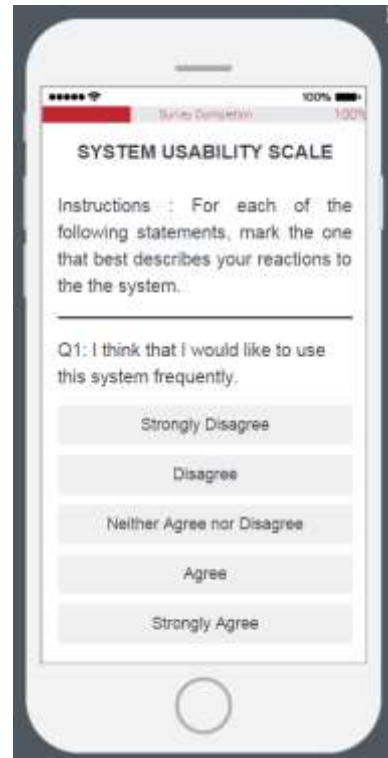 100%
Survey Completion 100%
SYSTEM USABILITY SCALE
Instructions : For each of the
following statements, mark the one
that best describes your reactions to
the the system.
Q1: I think that I would like to use
this system frequently.
Strongly Disagree
Disagree
Neither Agree nor Disagree
Agree
Strongly Agree